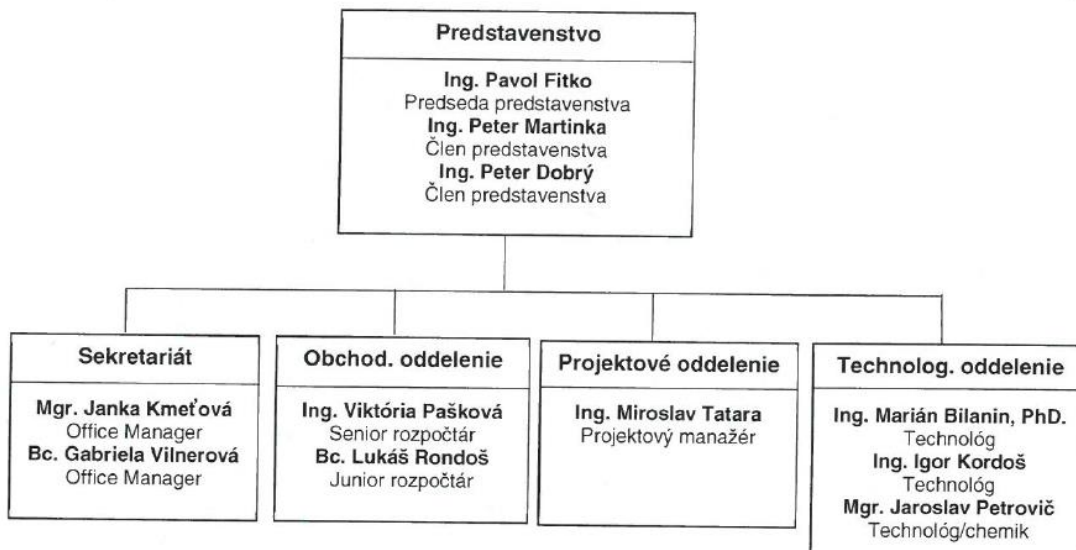 Predstavenstvo
Ing. Pavol Fitko
Predseda predstavenstva
Ing. Peter Martinka
Člen predstavenstva
Ing. Peter Dobrý
Člen predstavenstva
Sekretariát
Mgr. Janka Kmeťová
Office Manager
Bc. Gabriela Vilnerová
Office Manager
Obchod. oddelenie
Ing. Viktória Pašková
Senior rozpočtár
Bc. Lukáš Rondoš
Junior rozpočtár
Projektové oddelenie
Ing. Miroslav Tatara
Projektový manažér
Technolog. oddelenie
Ing. Marián Bilanin, PhD.
Technológ
Ing. Igor Kordoš
Technológ
Mgr. Jaroslav Petrovič
Technológ/chemik